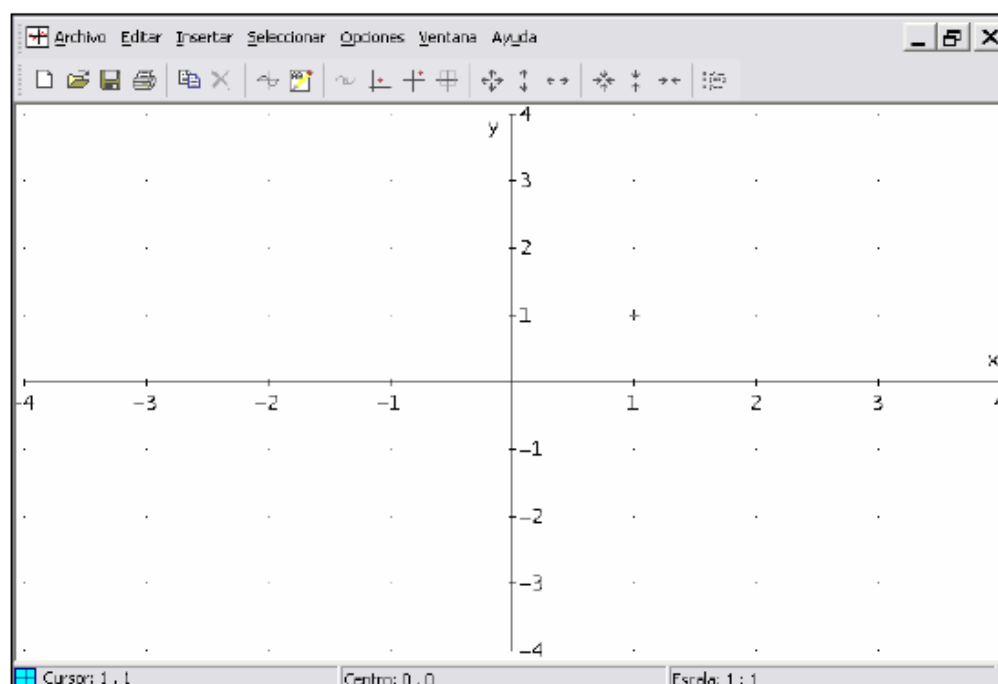 Archivo Editar Insertar Seleccionar Opciones Ventana Ayuda
y
4
3
2
1
x
-4 -3 -2 -1 1 2 3 4
-1
-2
-3
-4
Cursor: 1 , 1 Centro: 0 , 0 Escala: 1 : 1